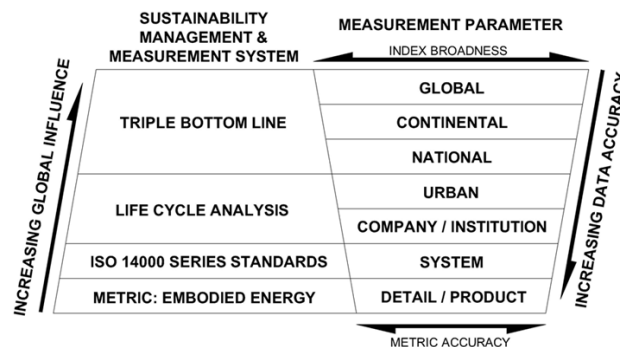 SUSTAINABILITY
MANAGEMENT &
MEASUREMENT SYSTEM
MEASUREMENT PARAMETER
INDEX BROADNESS
INCREASING GLOBAL INFLUENCE
TRIPLE BOTTOM LINE
GLOBAL
CONTINENTAL
NATIONAL
LIFE CYCLE ANALYSIS
URBAN
COMPANY / INSTITUTION
ISO 14000 SERIES STANDARDS
SYSTEM
METRIC: EMBODIED ENERGY
DETAIL / PRODUCT
INCREASING DATA ACCURACY
METRIC ACCURACY